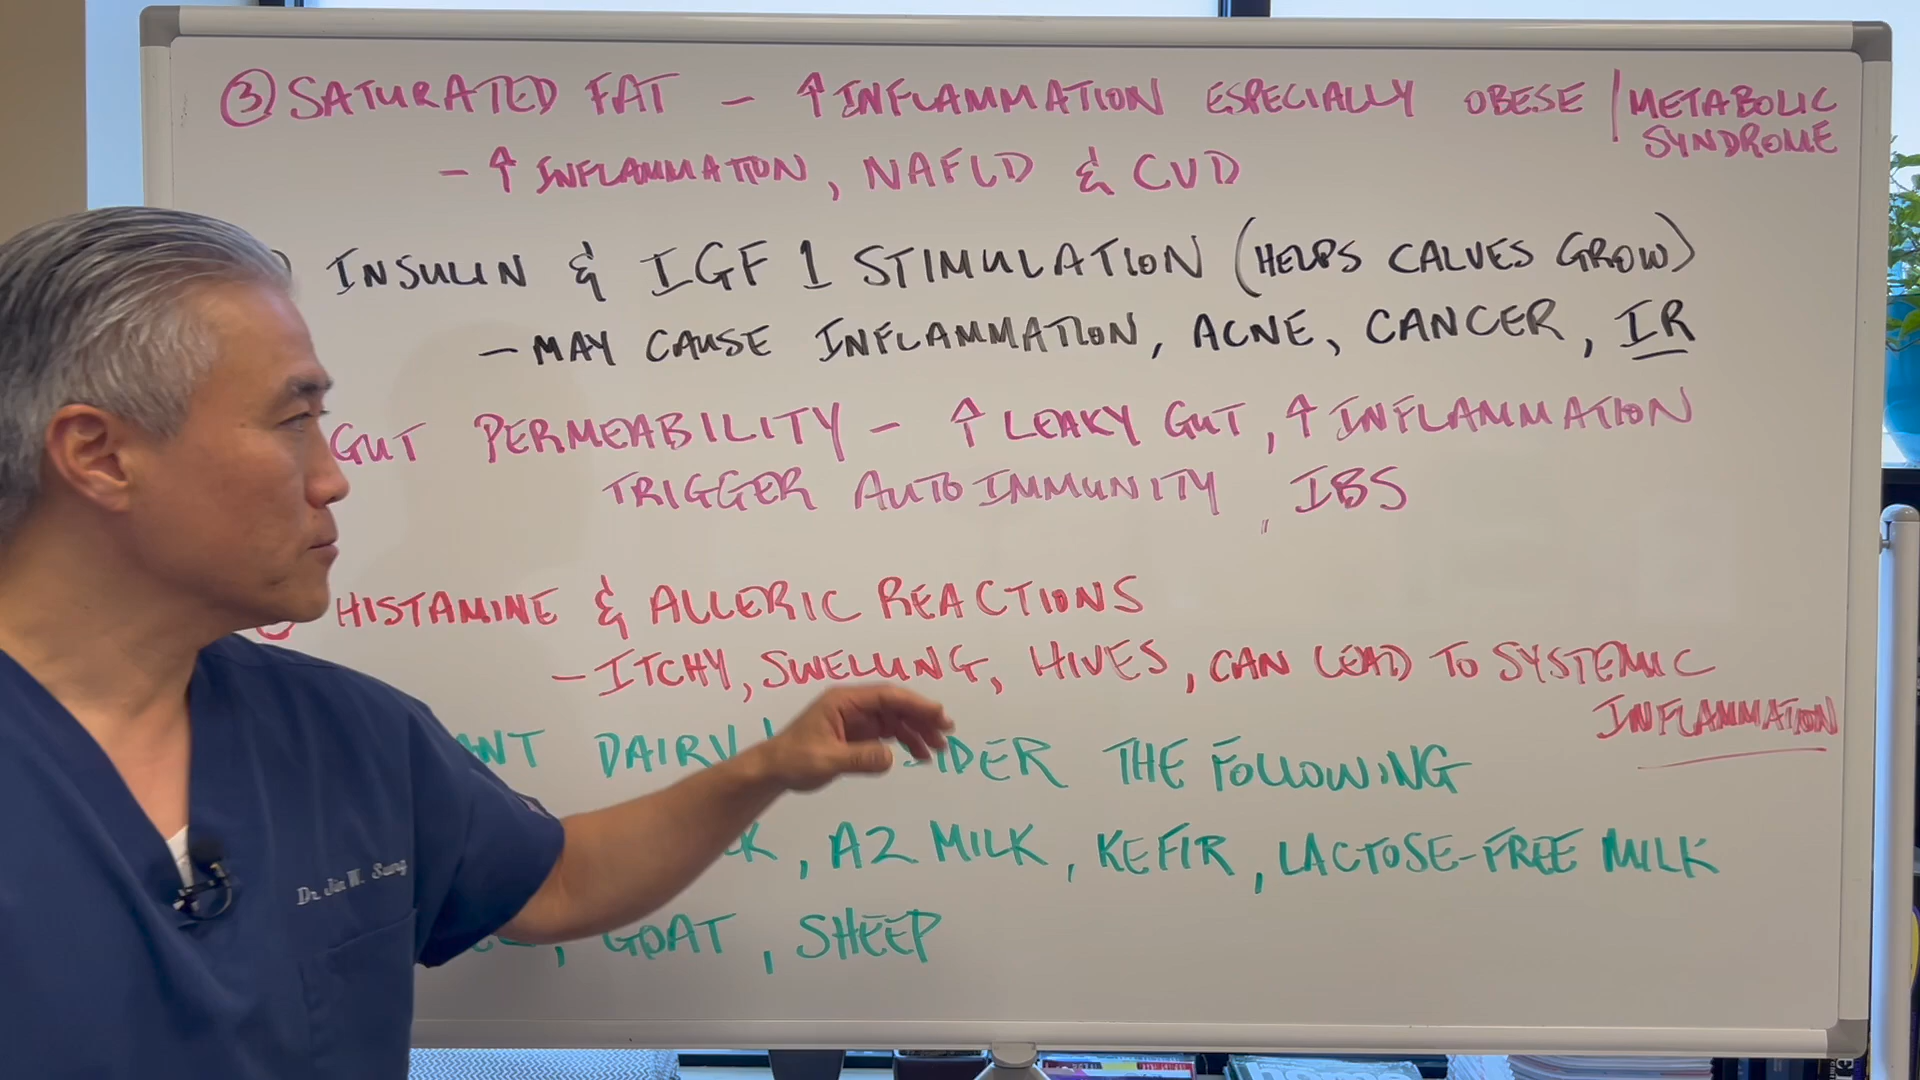 ③ SATURATED FAT - ↑ INFLAMMATION ESPECIALLY OBESE / METABOLIC SYNDROME
- ↑ INFLAMMATION, NAFLD & CVD
INSULIN & IGF 1 STIMULATION (HELPS CALVES GROW)
- MAY CAUSE INFLAMMATION, ACNE, CANCER, IR
GUT PERMEABILITY - ↑ LEAKY GUT, ↑ INFLAMMATION
TRIGGER AUTOIMMUNITY, IBS
HISTAMINE & ALLERIC REACTIONS
- ITCHY, SWELLING, HIVES, CAN LEAD TO SYSTEMIC
INFLAMMATION
DAIRY THE FOLLOWING
, A2 MILK, KEFIR, LACTOSE-FREE MILK
, GOAT, SHEEP
Dr. Jin W. Sung